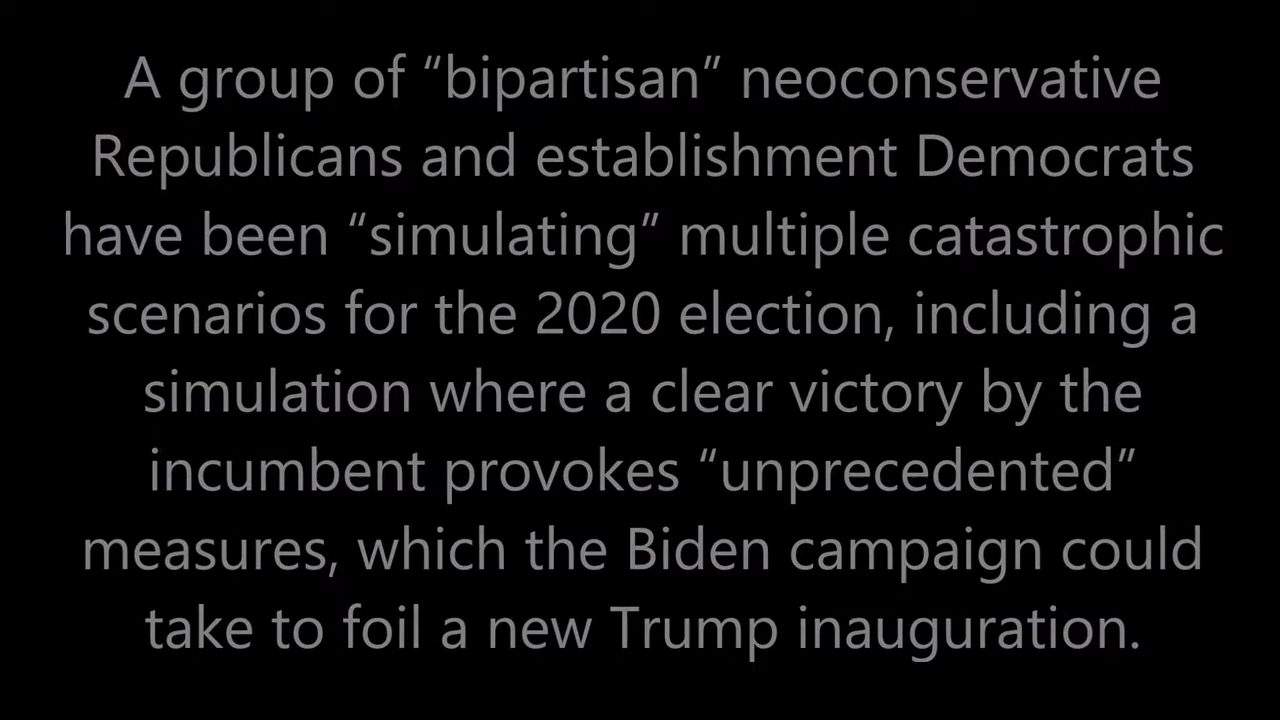 A group of “bipartisan” neoconservative
Republicans and establishment Democrats
have been “simulating” multiple catastrophic
scenarios for the 2020 election, including a
simulation where a clear victory by the
incumbent provokes “unprecedented”
measures, which the Biden campaign could
take to foil a new Trump inauguration.